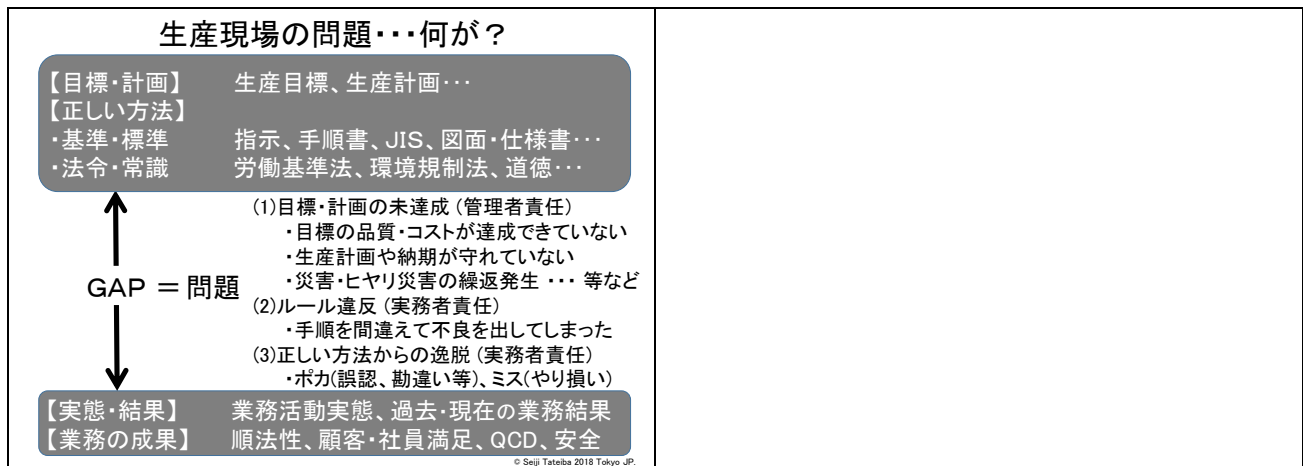 生産現場の問題・・・何が？
【目標・計画】 生産目標、生産計画・・・
【正しい方法】
・基準・標準 指示、手順書、JIS、図面・仕様書・・・
・法令・常識 労働基準法、環境規制法、道徳・・・
(1)目標・計画の未達成 (管理者責任)
・目標の品質・コストが達成できていない
・生産計画や納期が守れていない
・災害・ヒヤリ災害の繰返発生 ・・・ 等など
GAP ＝問題
(2)ルール違反 (実務者責任)
・手順を間違えて不良を出してしまった
(3)正しい方法からの逸脱 (実務者責任)
・ポカ(誤認、勘違い等)、ミス(やり損い)
【実態・結果】 業務活動実態、過去・現在の業務結果
【業務の成果】 順法性、顧客・社員満足、QCD、安全
© Seiji Tateiba 2018 Tokyo JP.